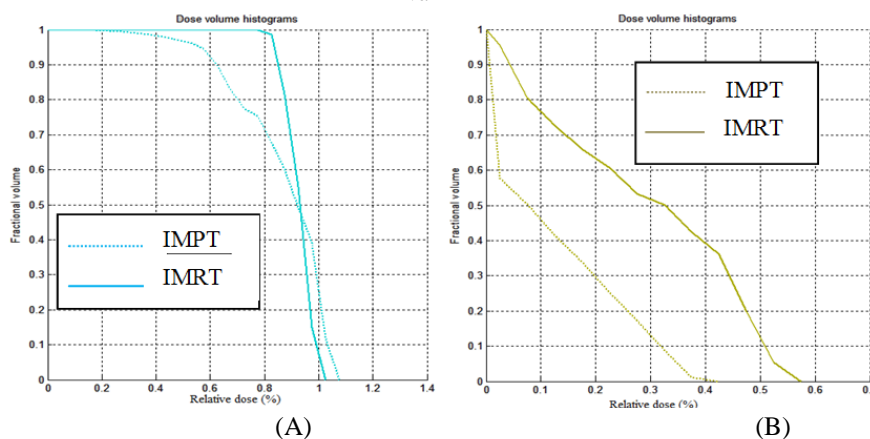 Dose volume histograms
1
0.9
0.8
0.7
0.6
0.5
0.4
0.3
0.2
0.1
0
Fractional volume
IMPT
IMRT
0 0.2 0.4 0.6 0.8 1 1.2 1.4
Relative dose (%)
(A)
Dose volume histograms
1
0.9
0.8
0.7
0.6
0.5
0.4
0.3
0.2
0.1
0
Fractional volume
IMPT
IMRT
0 0.1 0.2 0.3 0.4 0.5 0.6
Relative dose (%)
(B)